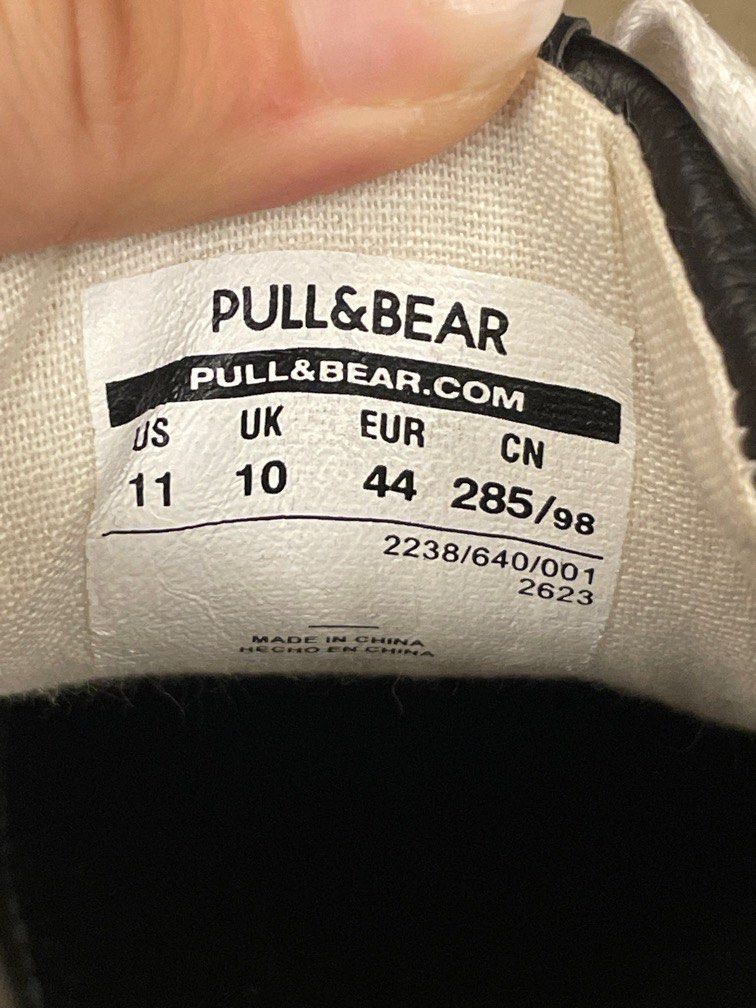 PULL&BEAR
PULL&BEAR.COM
US UK EUR CN
11 10 44 285/98
2238/640/001
2623
MADE IN CHINA
HECHO EN CHINA